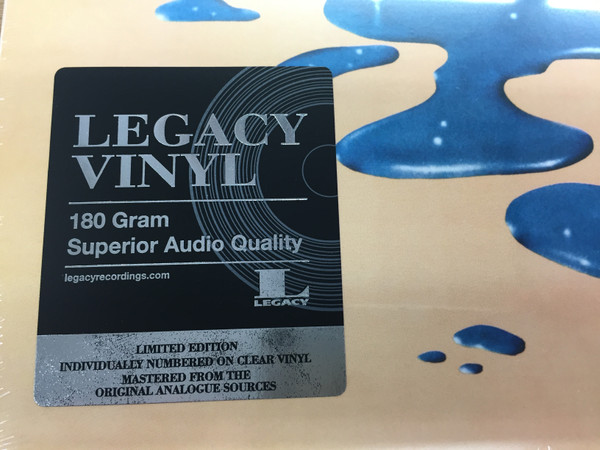 LEGACY
VINYL
180 Gram
Superior Audio Quality
legacyrecordings.com
L
LEGACY
LIMITED EDITION
INDIVIDUALLY NUMBERED ON CLEAR VINYL
MASTERED FROM THE
ORIGINAL ANALOGUE SOURCES